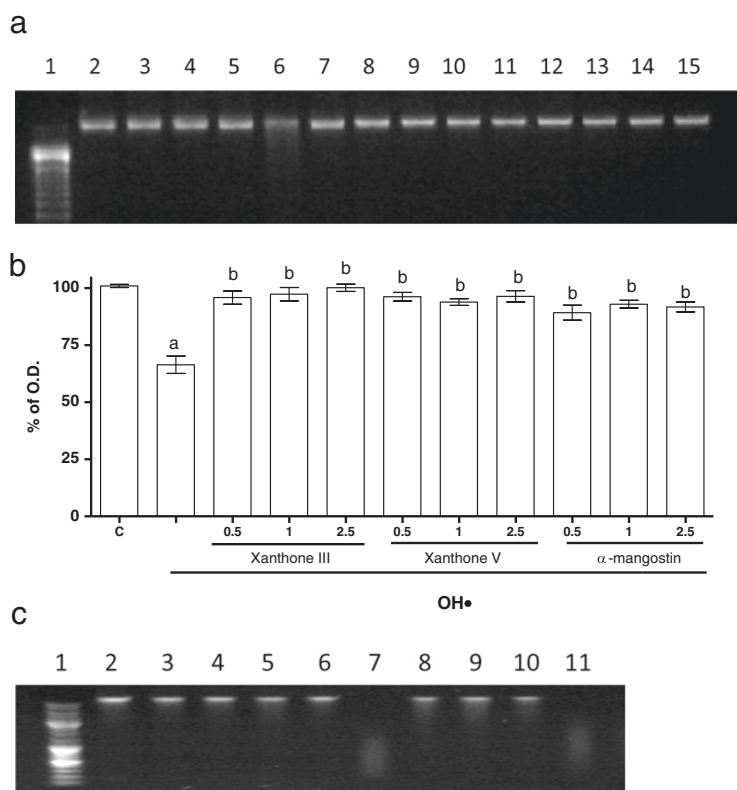 a
1 2 3 4 5 6 7 8 9 10 11 12 13 14 15
b
b b b b b b b b b
a
100
75
50
25
0
% of O.D.
C 0.5 1 2.5 0.5 1 2.5 0.5 1 2.5
Xanthone III Xanthone V α-mangostin
OH•
c
1 2 3 4 5 6 7 8 9 10 11